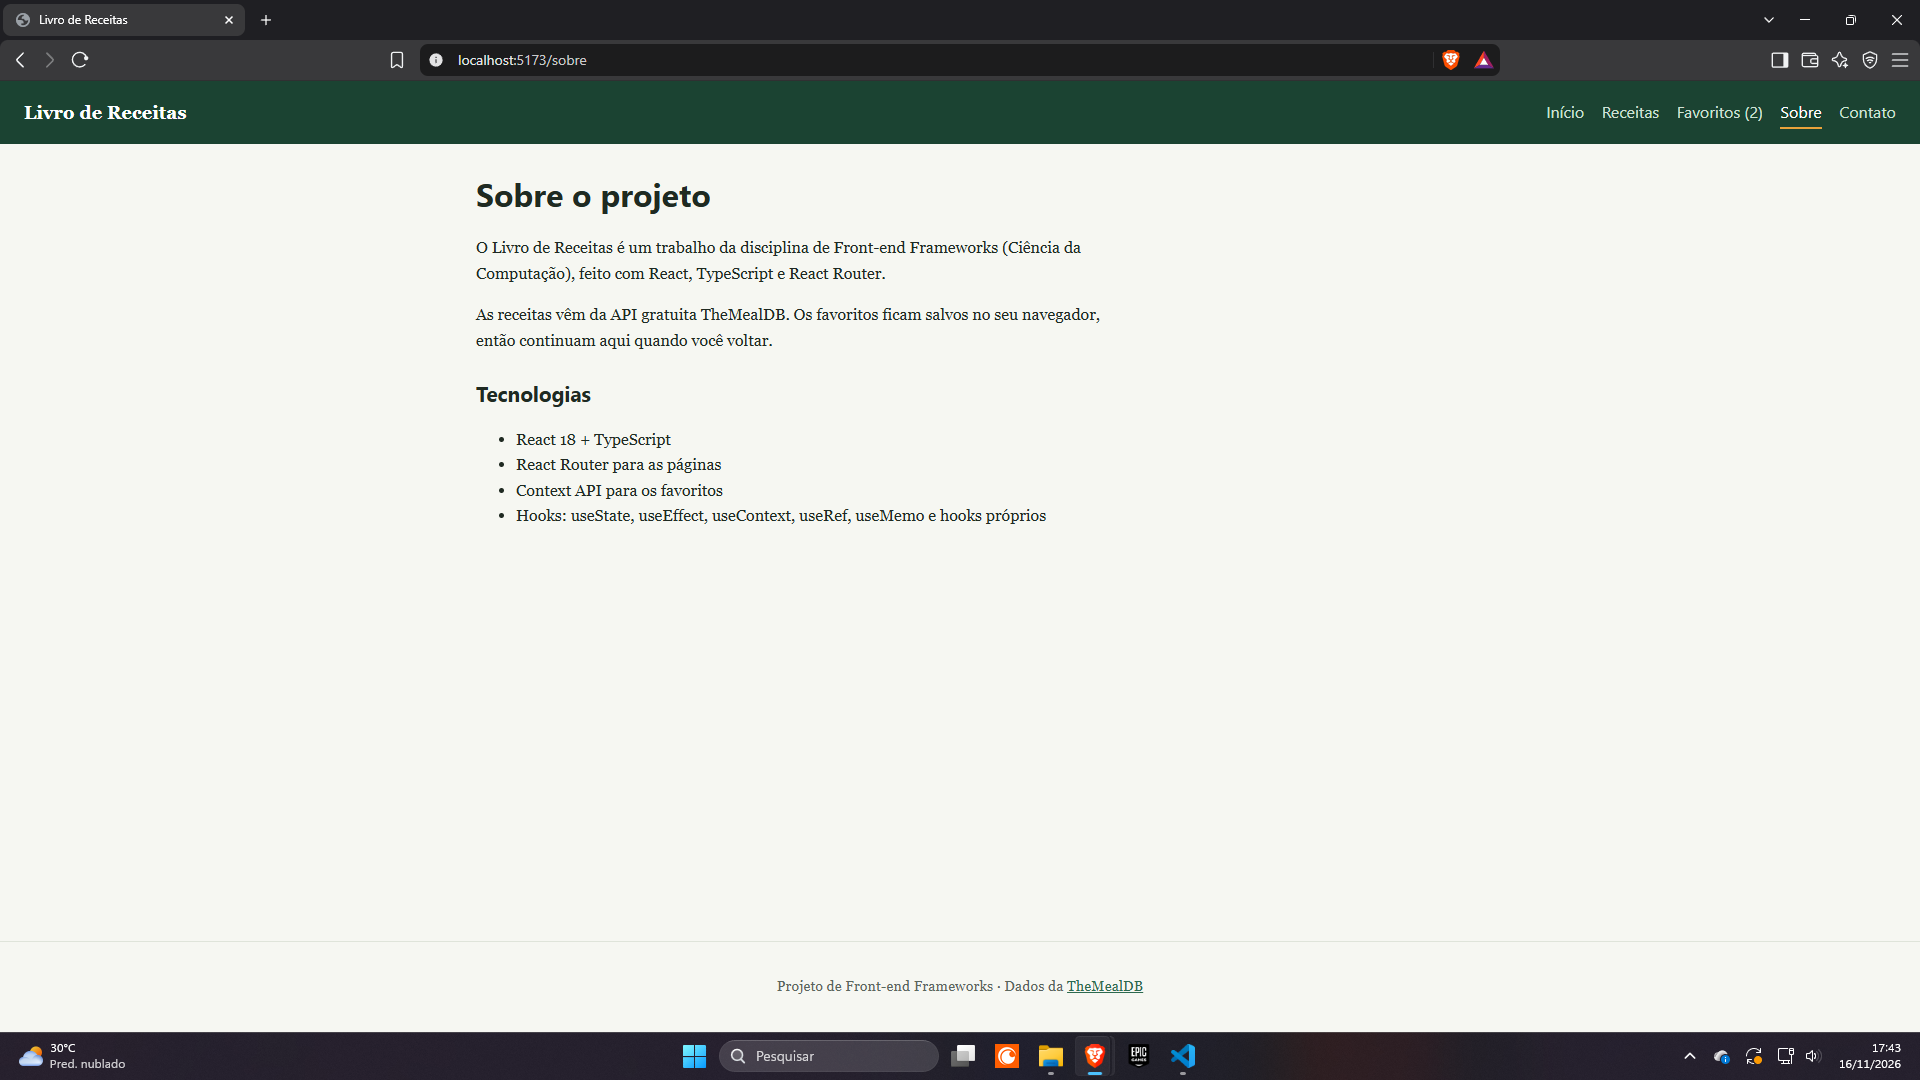 Livro de Receitas
localhost:5173/sobre
Livro de Receitas
Início Receitas Favoritos (2) Sobre Contato
Sobre o projeto
O Livro de Receitas é um trabalho da disciplina de Front-end Frameworks (Ciência da
Computação), feito com React, TypeScript e React Router.
As receitas vêm da API gratuita TheMealDB. Os favoritos ficam salvos no seu navegador,
então continuam aqui quando você voltar.
Tecnologias
• React 18 + TypeScript
• React Router para as páginas
• Context API para os favoritos
• Hooks: useState, useEffect, useContext, useRef, useMemo e hooks próprios
Projeto de Front-end Frameworks · Dados da TheMealDB
30°C
Pred. nublado
Pesquisar
EPIC
GAMES
17:43
16/11/2026